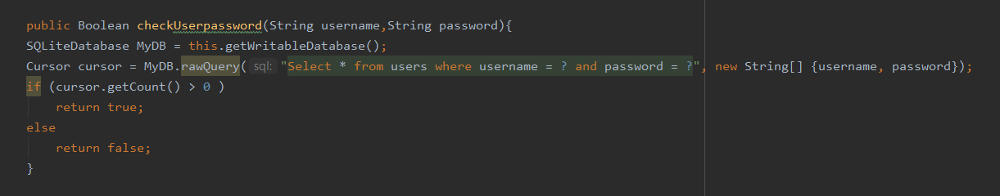 public Boolean checkUserpassword(String username,String password){
SQLiteDatabase MyDB = this.getWritableDatabase();
Cursor cursor = MyDB.rawQuery( sql: "Select * from users where username = ? and password = ?", new String[] {username, password});
if (cursor.getCount() > 0 )
return true;
else
return false;
}